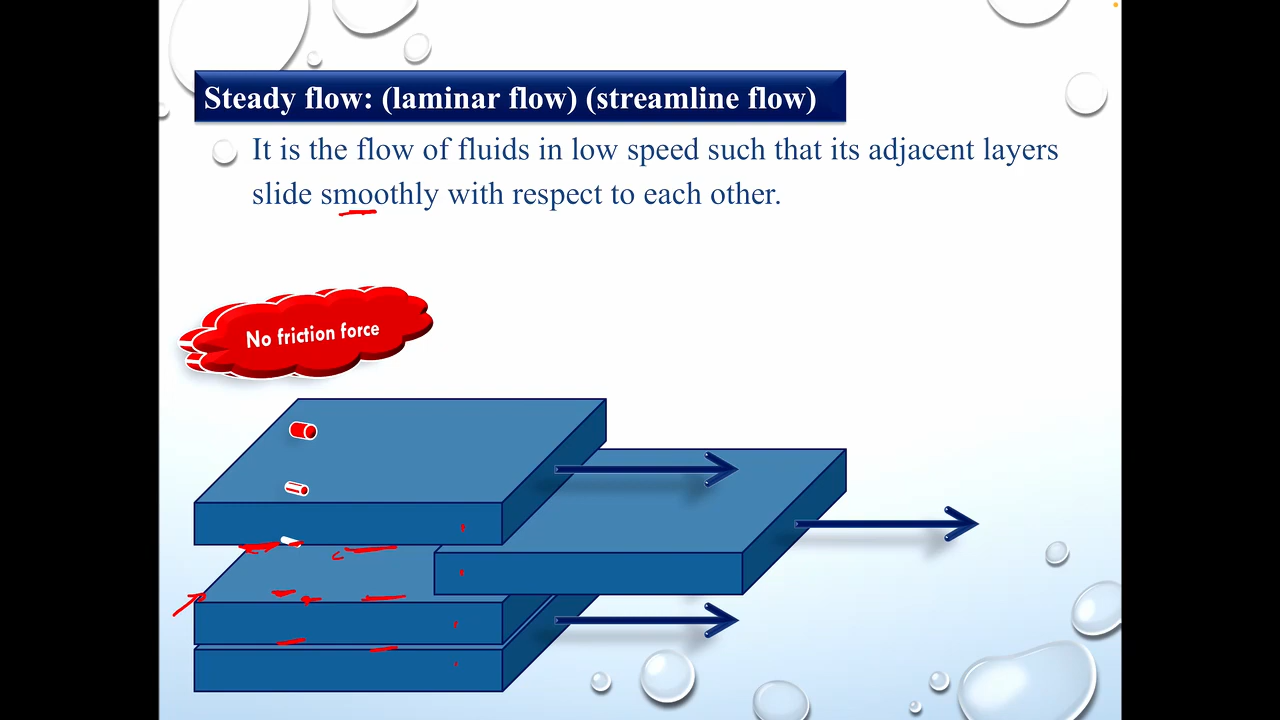 Steady flow: (laminar flow) (streamline flow)
It is the flow of fluids in low speed such that its adjacent layers
slide smoothly with respect to each other.
No friction force